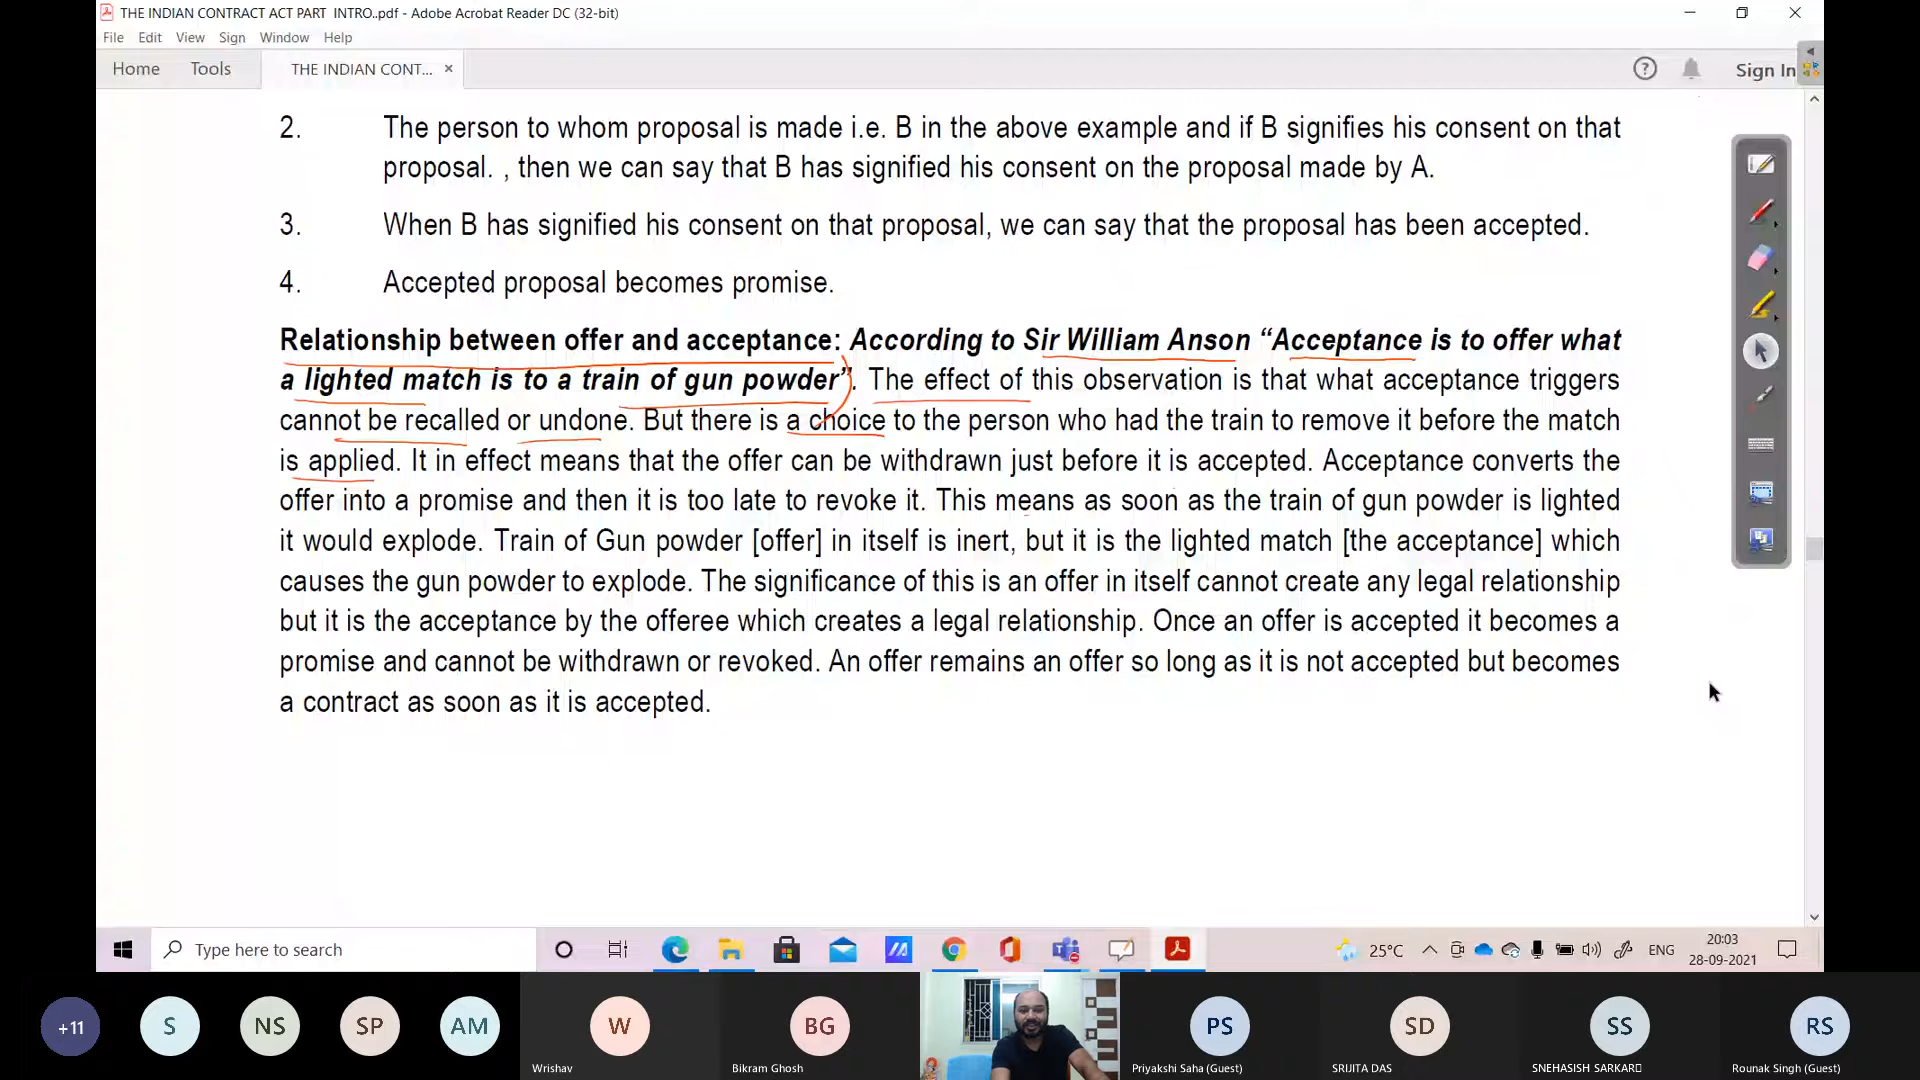 THE INDIAN CONTRACT ACT PART  INTRO..pdf - Adobe Acrobat Reader DC (32-bit)
File Edit View Sign Window Help
Home Tools THE INDIAN CONT... × Sign In
2. The person to whom proposal is made i.e. B in the above example and if B signifies his consent on that
proposal. , then we can say that B has signified his consent on the proposal made by A.
3. When B has signified his consent on that proposal, we can say that the proposal has been accepted.
4. Accepted proposal becomes promise.
Relationship between offer and acceptance: According to Sir William Anson “Acceptance is to offer what
a lighted match is to a train of gun powder”. The effect of this observation is that what acceptance triggers
cannot be recalled or undone. But there is a choice to the person who had the train to remove it before the match
is applied. It in effect means that the offer can be withdrawn just before it is accepted. Acceptance converts the
offer into a promise and then it is too late to revoke it. This means as soon as the train of gun powder is lighted
it would explode. Train of Gun powder [offer] in itself is inert, but it is the lighted match [the acceptance] which
causes the gun powder to explode. The significance of this is an offer in itself cannot create any legal relationship
but it is the acceptance by the offeree which creates a legal relationship. Once an offer is accepted it becomes a
promise and cannot be withdrawn or revoked. An offer remains an offer so long as it is not accepted but becomes
a contract as soon as it is accepted.
Type here to search 25°C ENG 20:03
28-09-2021
+11 S NS SP AM W BG PS SD SS RS
Wrishav Bikram Ghosh Priyakshi Saha (Guest) SRIJITA DAS SNEHASISH SARKAR Rounak Singh (Guest)